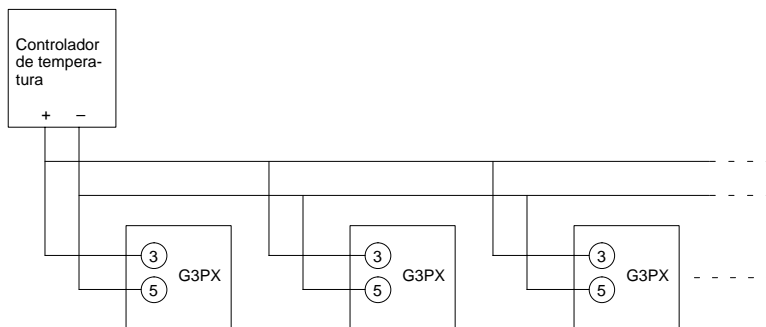 Controlador
de tempera-
tura
+ –
3
G3PX
5
3
G3PX
5
3
G3PX
5